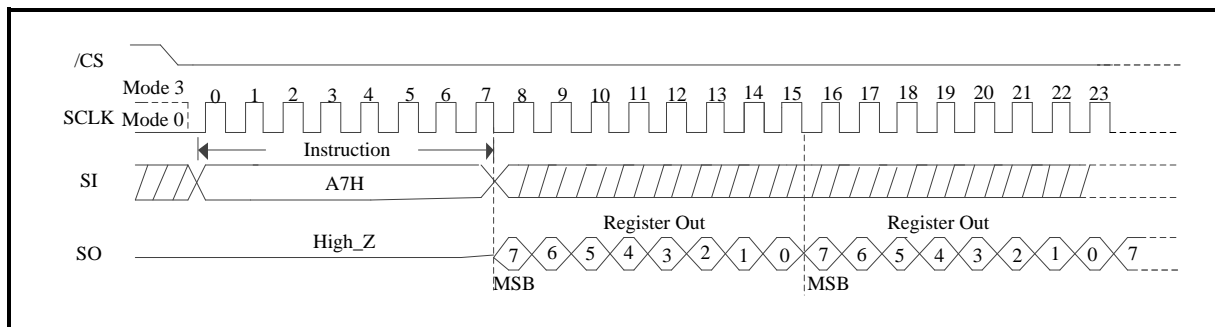 /CS
Mode 3
0 1 2 3 4 5 6 7 8 9 10 11 12 13 14 15 16 17 18 19 20 21 22 23
SCLK Mode 0
Instruction
SI
A7H
Register Out Register Out
High_Z
SO
7 6 5 4 3 2 1 0 7 6 5 4 3 2 1 0 7
MSB MSB